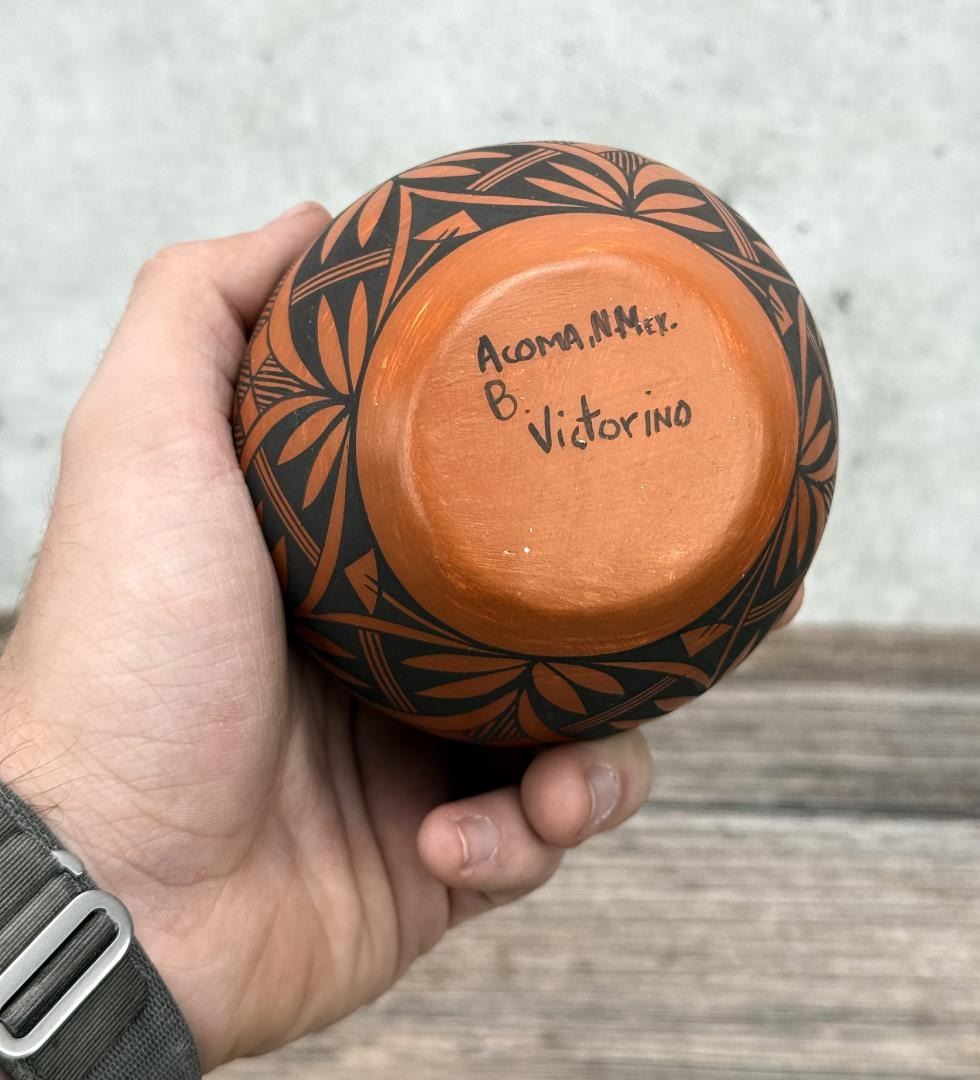 Acoma, N. Mex.
B.
Victorino